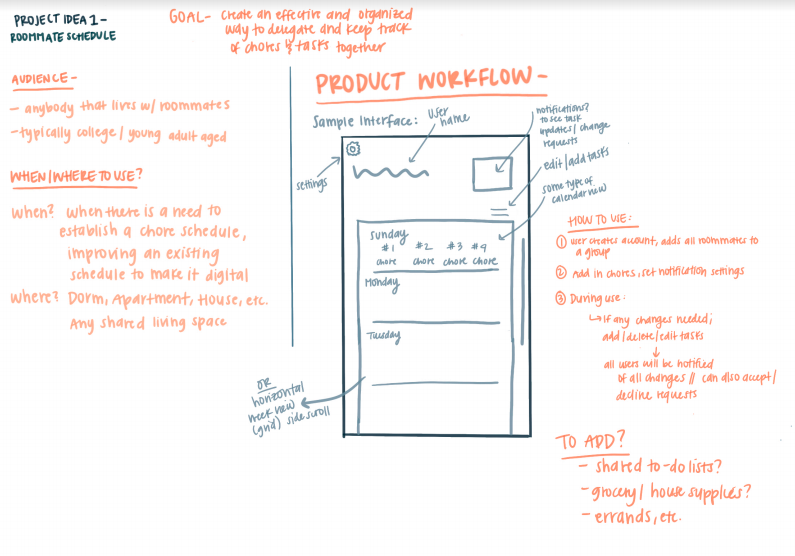 PROJECT IDEA 1-
ROOMMATE SCHEDULE
GOAL- create an effective and organized
way to delegate and keep track
of chores & tasks together
AUDIENCE-
- anybody that lives w/ roommates
- typically college/ young adult aged
WHEN/WHERE TO USE?
When? When there is a need to
establish a chore schedule,
improving an existing
schedule to make it digital
Where? Dorm, Apartment, House, etc.
Any shared living space
PRODUCT WORKFLOW-
Sample Interface:
user
name
notifications?
to see task
updates/ change
requests
settings
edit/add tasks
some type of
calendar view
Sunday
#1 #2 #3 #4
chore chore chore chore
Monday
Tuesday
OR
horizontal
week view
(grid) side scroll
HOW TO USE:
① user creates account, adds all roommates to
a group
② Add in chores, set notification settings
③ During use:
↳ If any changes needed;
add/delete/edit tasks
↓
all users will be notified
of all changes // can also accept/
decline requests
TO ADD?
- shared to-do lists?
- grocery/ house supplies?
- errands, etc.